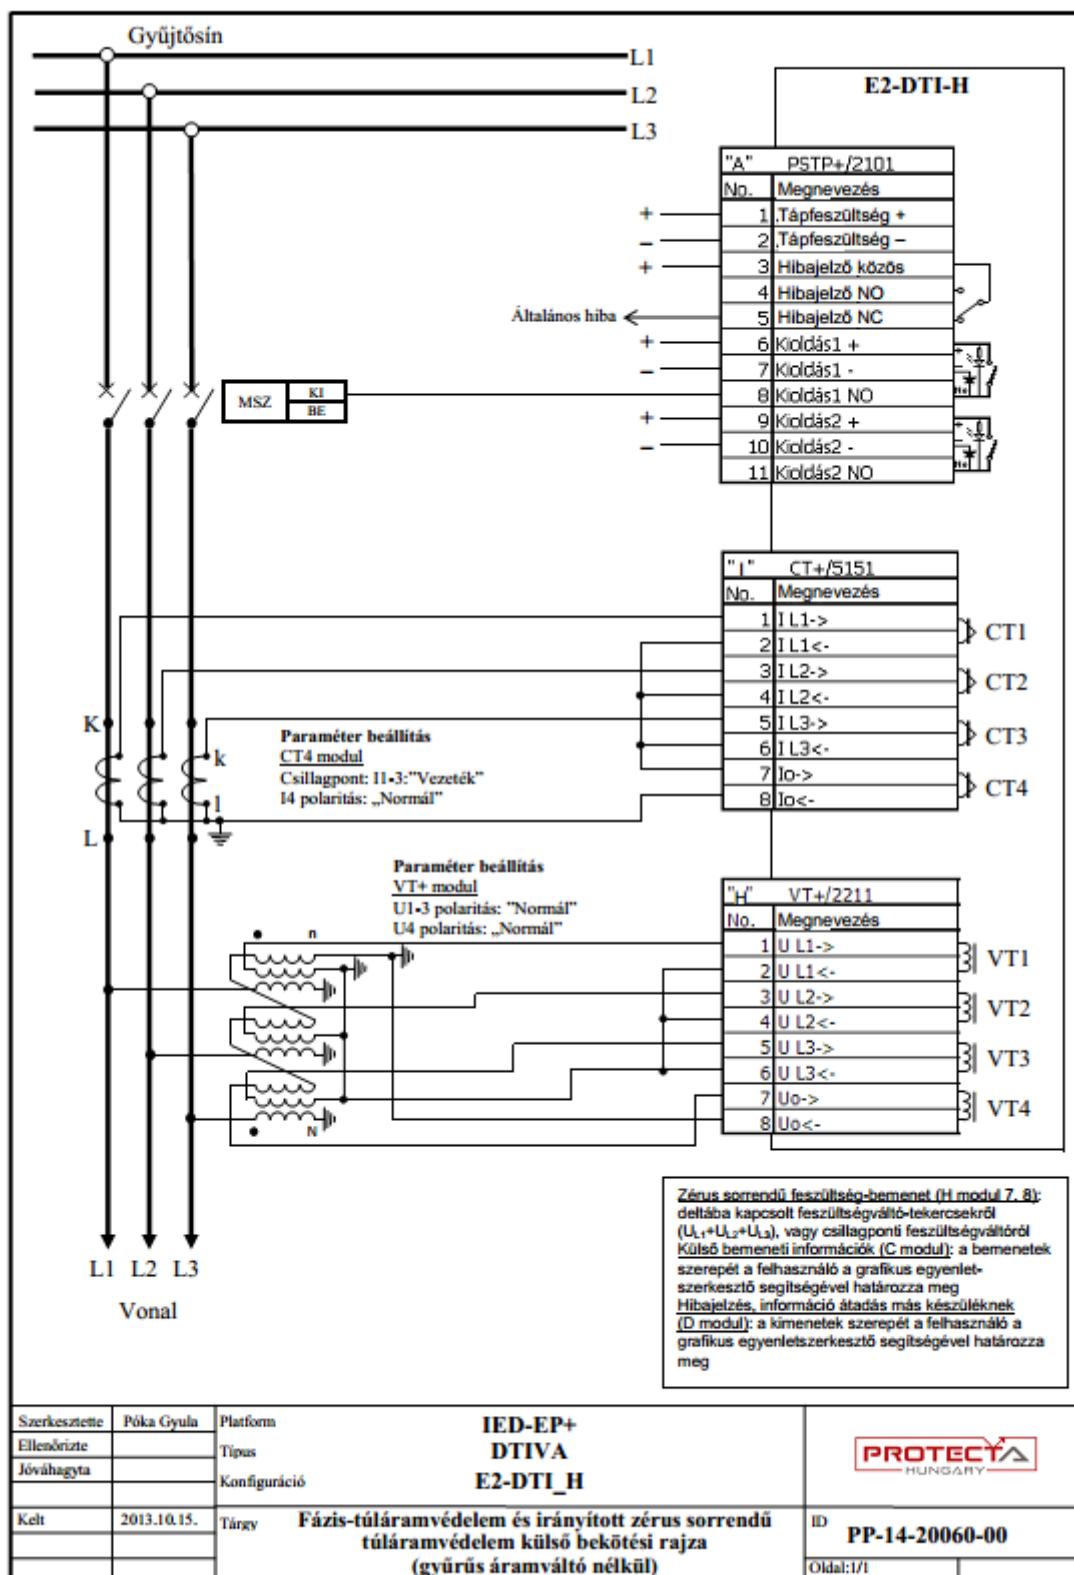 Gyűjtősín
L1
L2
L3
E2-DTI-H
"A" PSTP+/2101
No. Megnevezés
+ 1 .Tápfeszültség +
– 2 .Tápfeszültség –
+ 3 Hibajelző közös
4 Hibajelző NO
Általános hiba 5 Hibajelző NC
+ 6 Kioldás1 +
– 7 Kioldás1 -
8 Kioldás1 NO
+ 9 Kioldás2 +
– 10 Kioldás2 -
11 Kioldás2 NO
MSZ KI
BE
"I" CT+/5151
No. Megnevezés
1 I L1->
2 I L1<-
CT1
3 I L2->
4 I L2<-
CT2
5 I L3->
6 I L3<-
CT3
7 Io->
8 Io<-
CT4
K
k
l
L
Paraméter beállítás
CT4 modul
Csillagpont: I1-3:"Vezeték"
I4 polaritás: „Normál"
Paraméter beállítás
VT+ modul
U1-3 polaritás: "Normál"
U4 polaritás: „Normál"
"H" VT+/2211
No. Megnevezés
1 U L1->
2 U L1<-
VT1
3 U L2->
4 U L2<-
VT2
5 U L3->
6 U L3<-
VT3
7 Uo->
8 Uo<-
VT4
n
N
L1 L2 L3
Vonal
Zérus sorrendű feszültség-bemenet (H modul 7, 8):
deltába kapcsolt feszültségváltó-tekercsekről
(UL1+UL2+UL3), vagy csillagponti feszültségváltóról
Külső bemeneti információk (C modul): a bemenetek
szerepét a felhasználó a grafikus egyenlet-
szerkesztő segítségével határozza meg
Hibajelzés, információ átadás más készüléknek
(D modul): a kimenetek szerepét a felhasználó a
grafikus egyenletszerkesztő segítségével határozza
meg
Szerkesztette Póka Gyula
Ellenőrizte
Jóváhagyta
Kelt 2013.10.15.
Platform IED-EP+
Típus DTIVA
Konfiguráció E2-DTI_H
Tárgy Fázis-túláramvédelem és irányított zérus sorrendű
túláramvédelem külső bekötési rajza
(gyűrűs áramváltó nélkül)
PROTECTA
HUNGARY
ID
PP-14-20060-00
Oldal:1/1